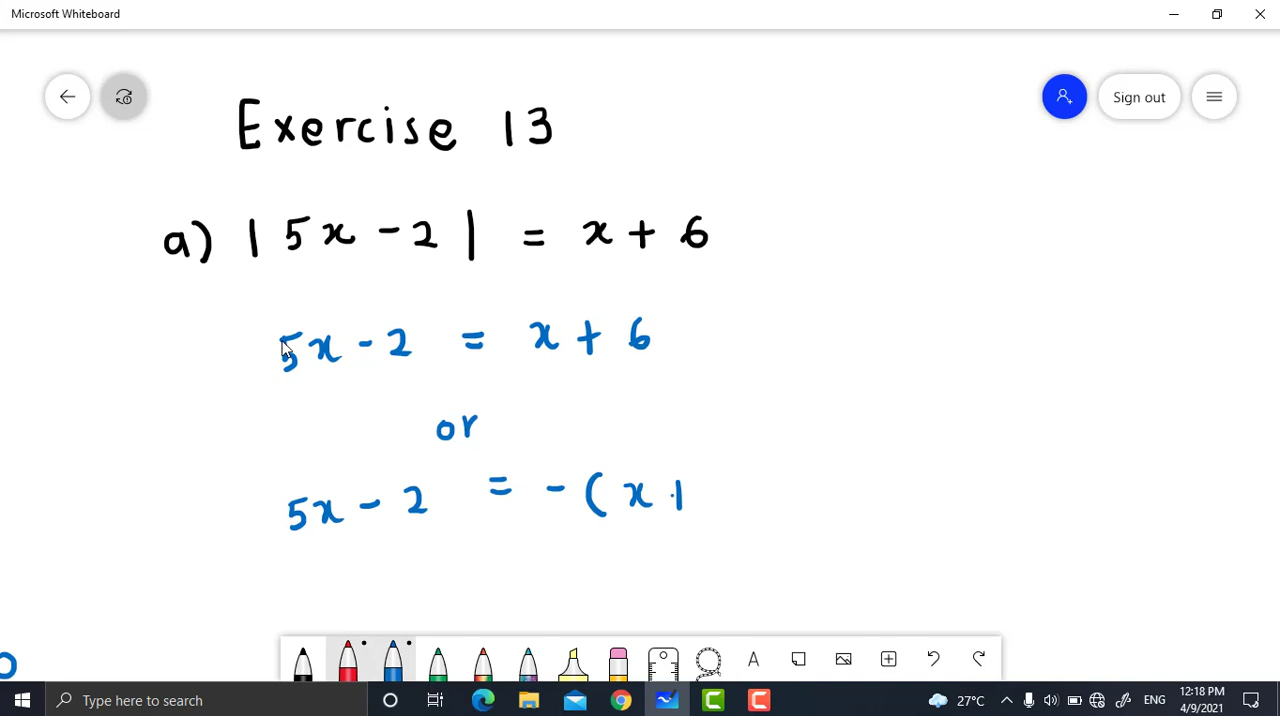 Microsoft Whiteboard
Sign out
Exercise 13
a) | 5x - 2 | = x + 6
5x - 2 = x + 6
or
5x - 2 = - ( x
A
Type here to search
27°C
ENG
12:18 PM
4/9/2021